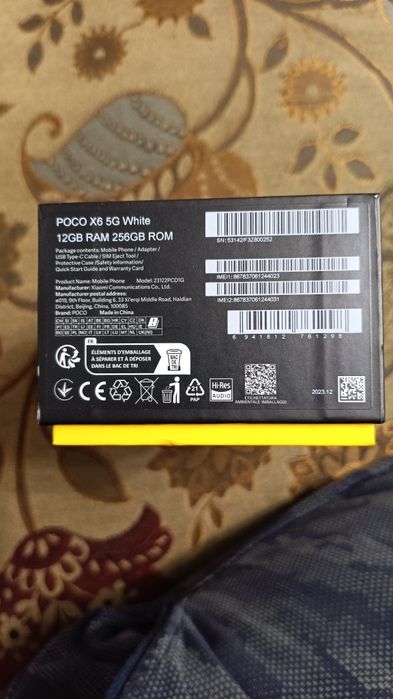 POCO X6 5G White
12GB RAM 256GB ROM
Package contents: Mobile Phone / Adapter /
USB Type-C Cable / SIM Eject Tool /
Protective Case /Safety Information/
Quick Start Guide and Warranty Card
Product Name: Mobile Phone Model: 23122PCD1G
Manufacturer: Xiaomi Communications Co., Ltd.
Manufacturer postal address:
#019, 9th Floor, Building 6, 33 Xi'erqi Middle Road, Haidian
District, Beijing, China, 100085
Brand: POCO Made in China
SN: 53142/F3Z800252
IMEI1: 867837061244023
IMEI2: 867837061244031
6 941812 761298
FR
ÉLÉMENTS D'EMBALLAGE
À SÉPARER ET À DÉPOSER
DANS LE BAC DE TRI
CE
21
PAP
Hi-Res
AUDIO
ETICHETTATURA
AMBIENTALE IMBALLAGGI
2023.12